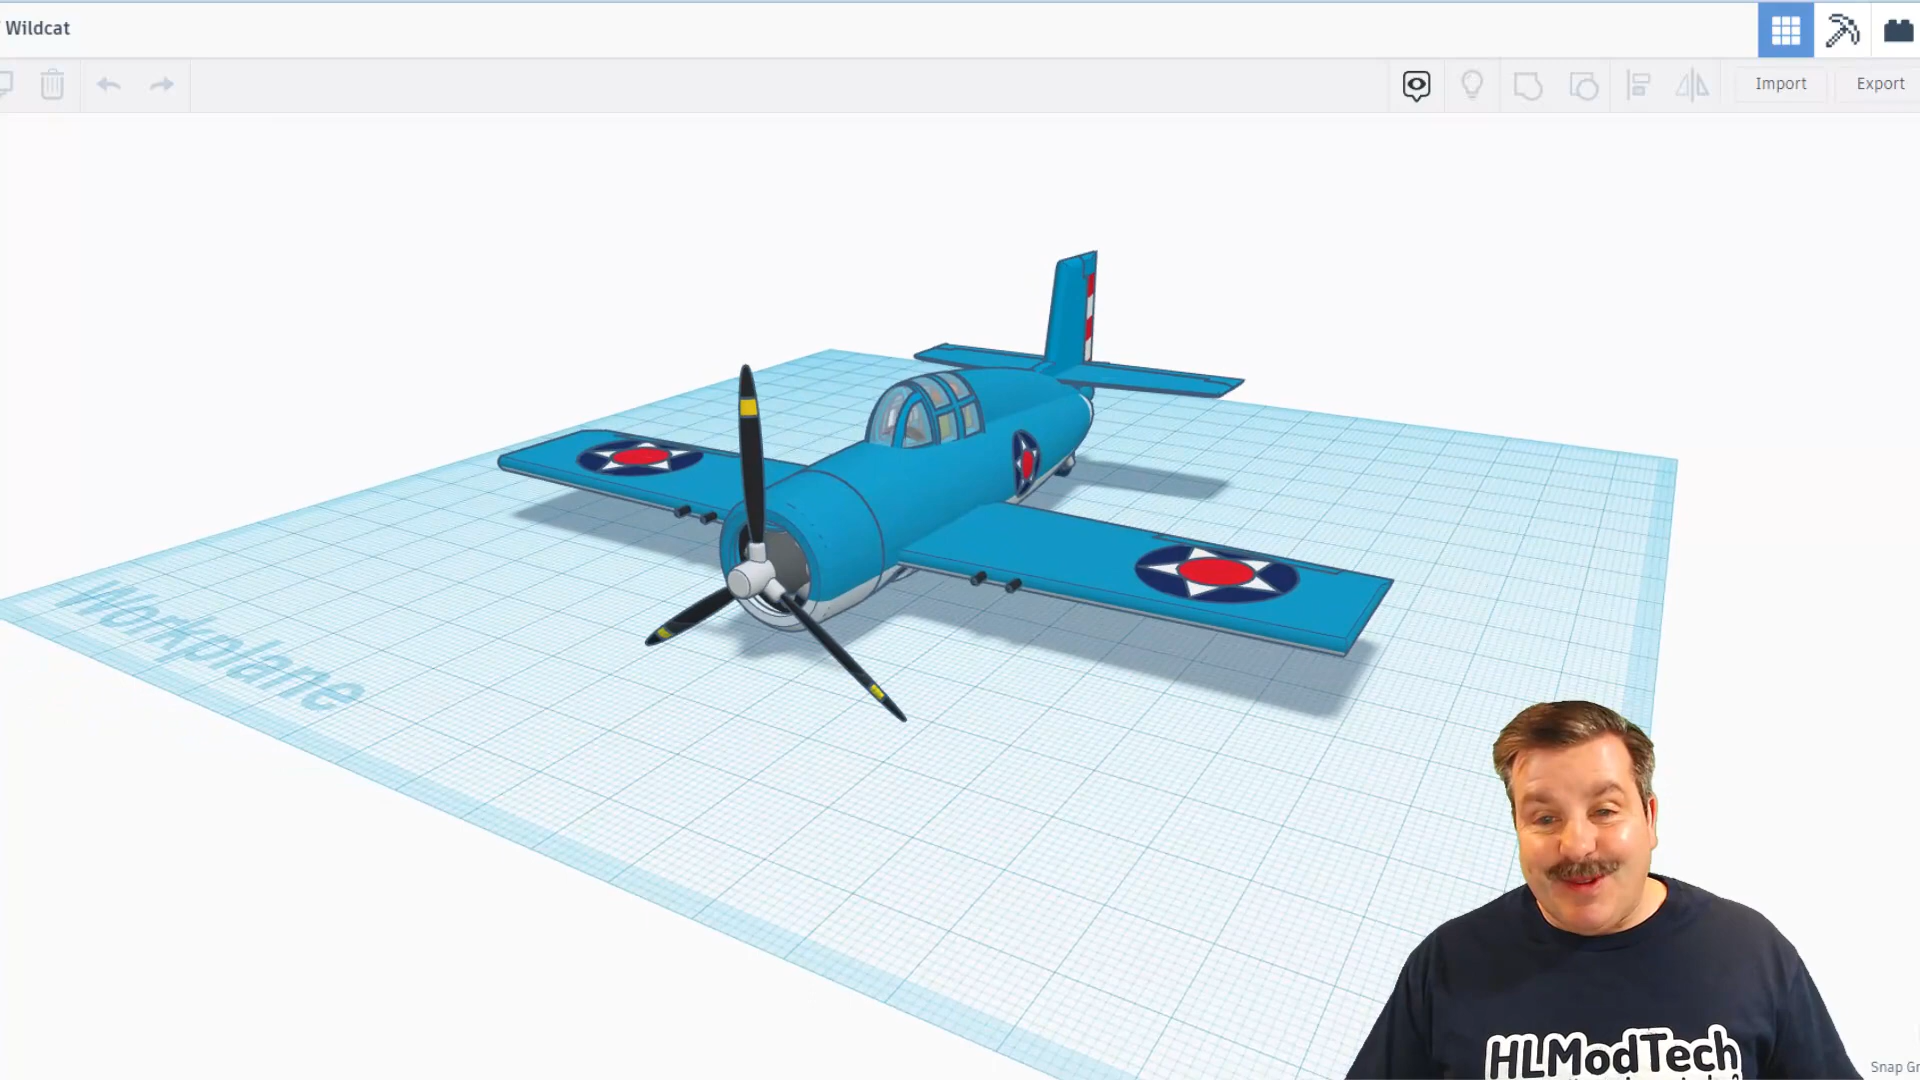 Wildcat
Import
Export
Workplane
HLModTech
Snap Gr